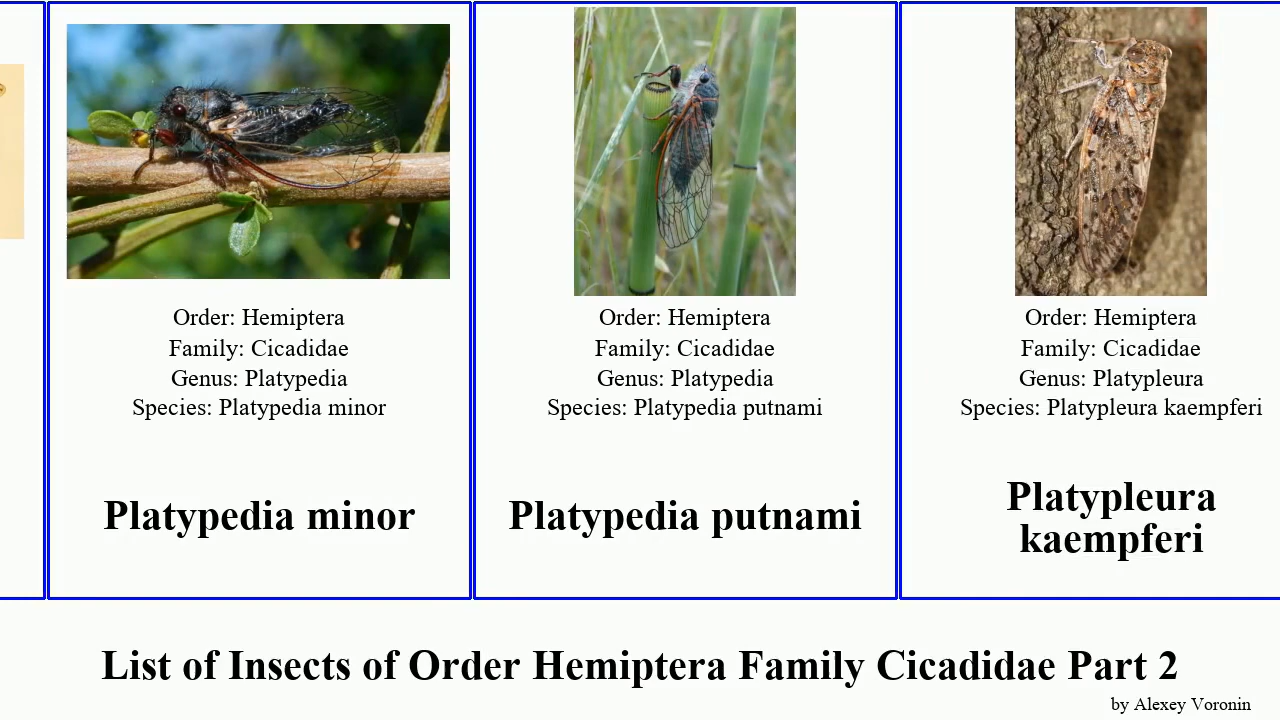 Order: Hemiptera
Family: Cicadidae
Genus: Platypedia
Species: Platypedia minor
Platypedia minor
Order: Hemiptera
Family: Cicadidae
Genus: Platypedia
Species: Platypedia putnami
Platypedia putnami
Order: Hemiptera
Family: Cicadidae
Genus: Platypleura
Species: Platypleura kaempferi
Platypleura
kaempferi
List of Insects of Order Hemiptera Family Cicadidae Part 2
by Alexey Voronin